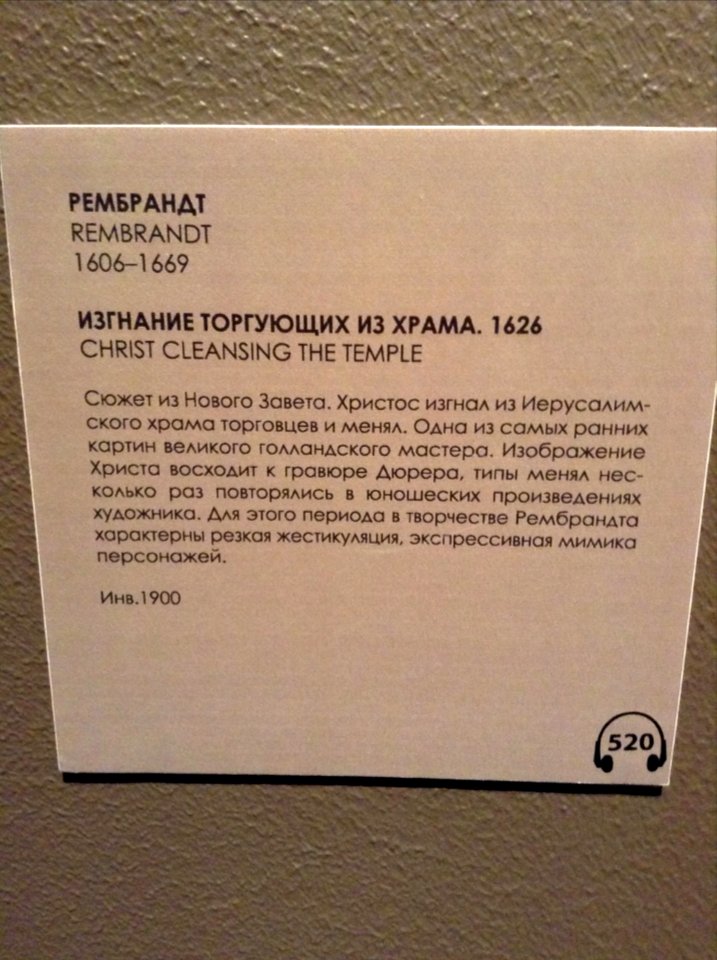 РЕМБРАНДТ
REMBRANDT
1606–1669
ИЗГНАНИЕ ТОРГУЮЩИХ ИЗ ХРАМА. 1626
CHRIST CLEANSING THE TEMPLE
Сюжет из Нового Завета. Христос изгнал из Иерусалим-
ского храма торговцев и менял. Одна из самых ранних
картин великого голландского мастера. Изображение
Христа восходит к гравюре Дюрера, типы менял нес-
колько раз повторялись в юношеских произведениях
художника. Для этого периода в творчестве Рембрандта
характерны резкая жестикуляция, экспрессивная мимика
персонажей.
Инв.1900
520